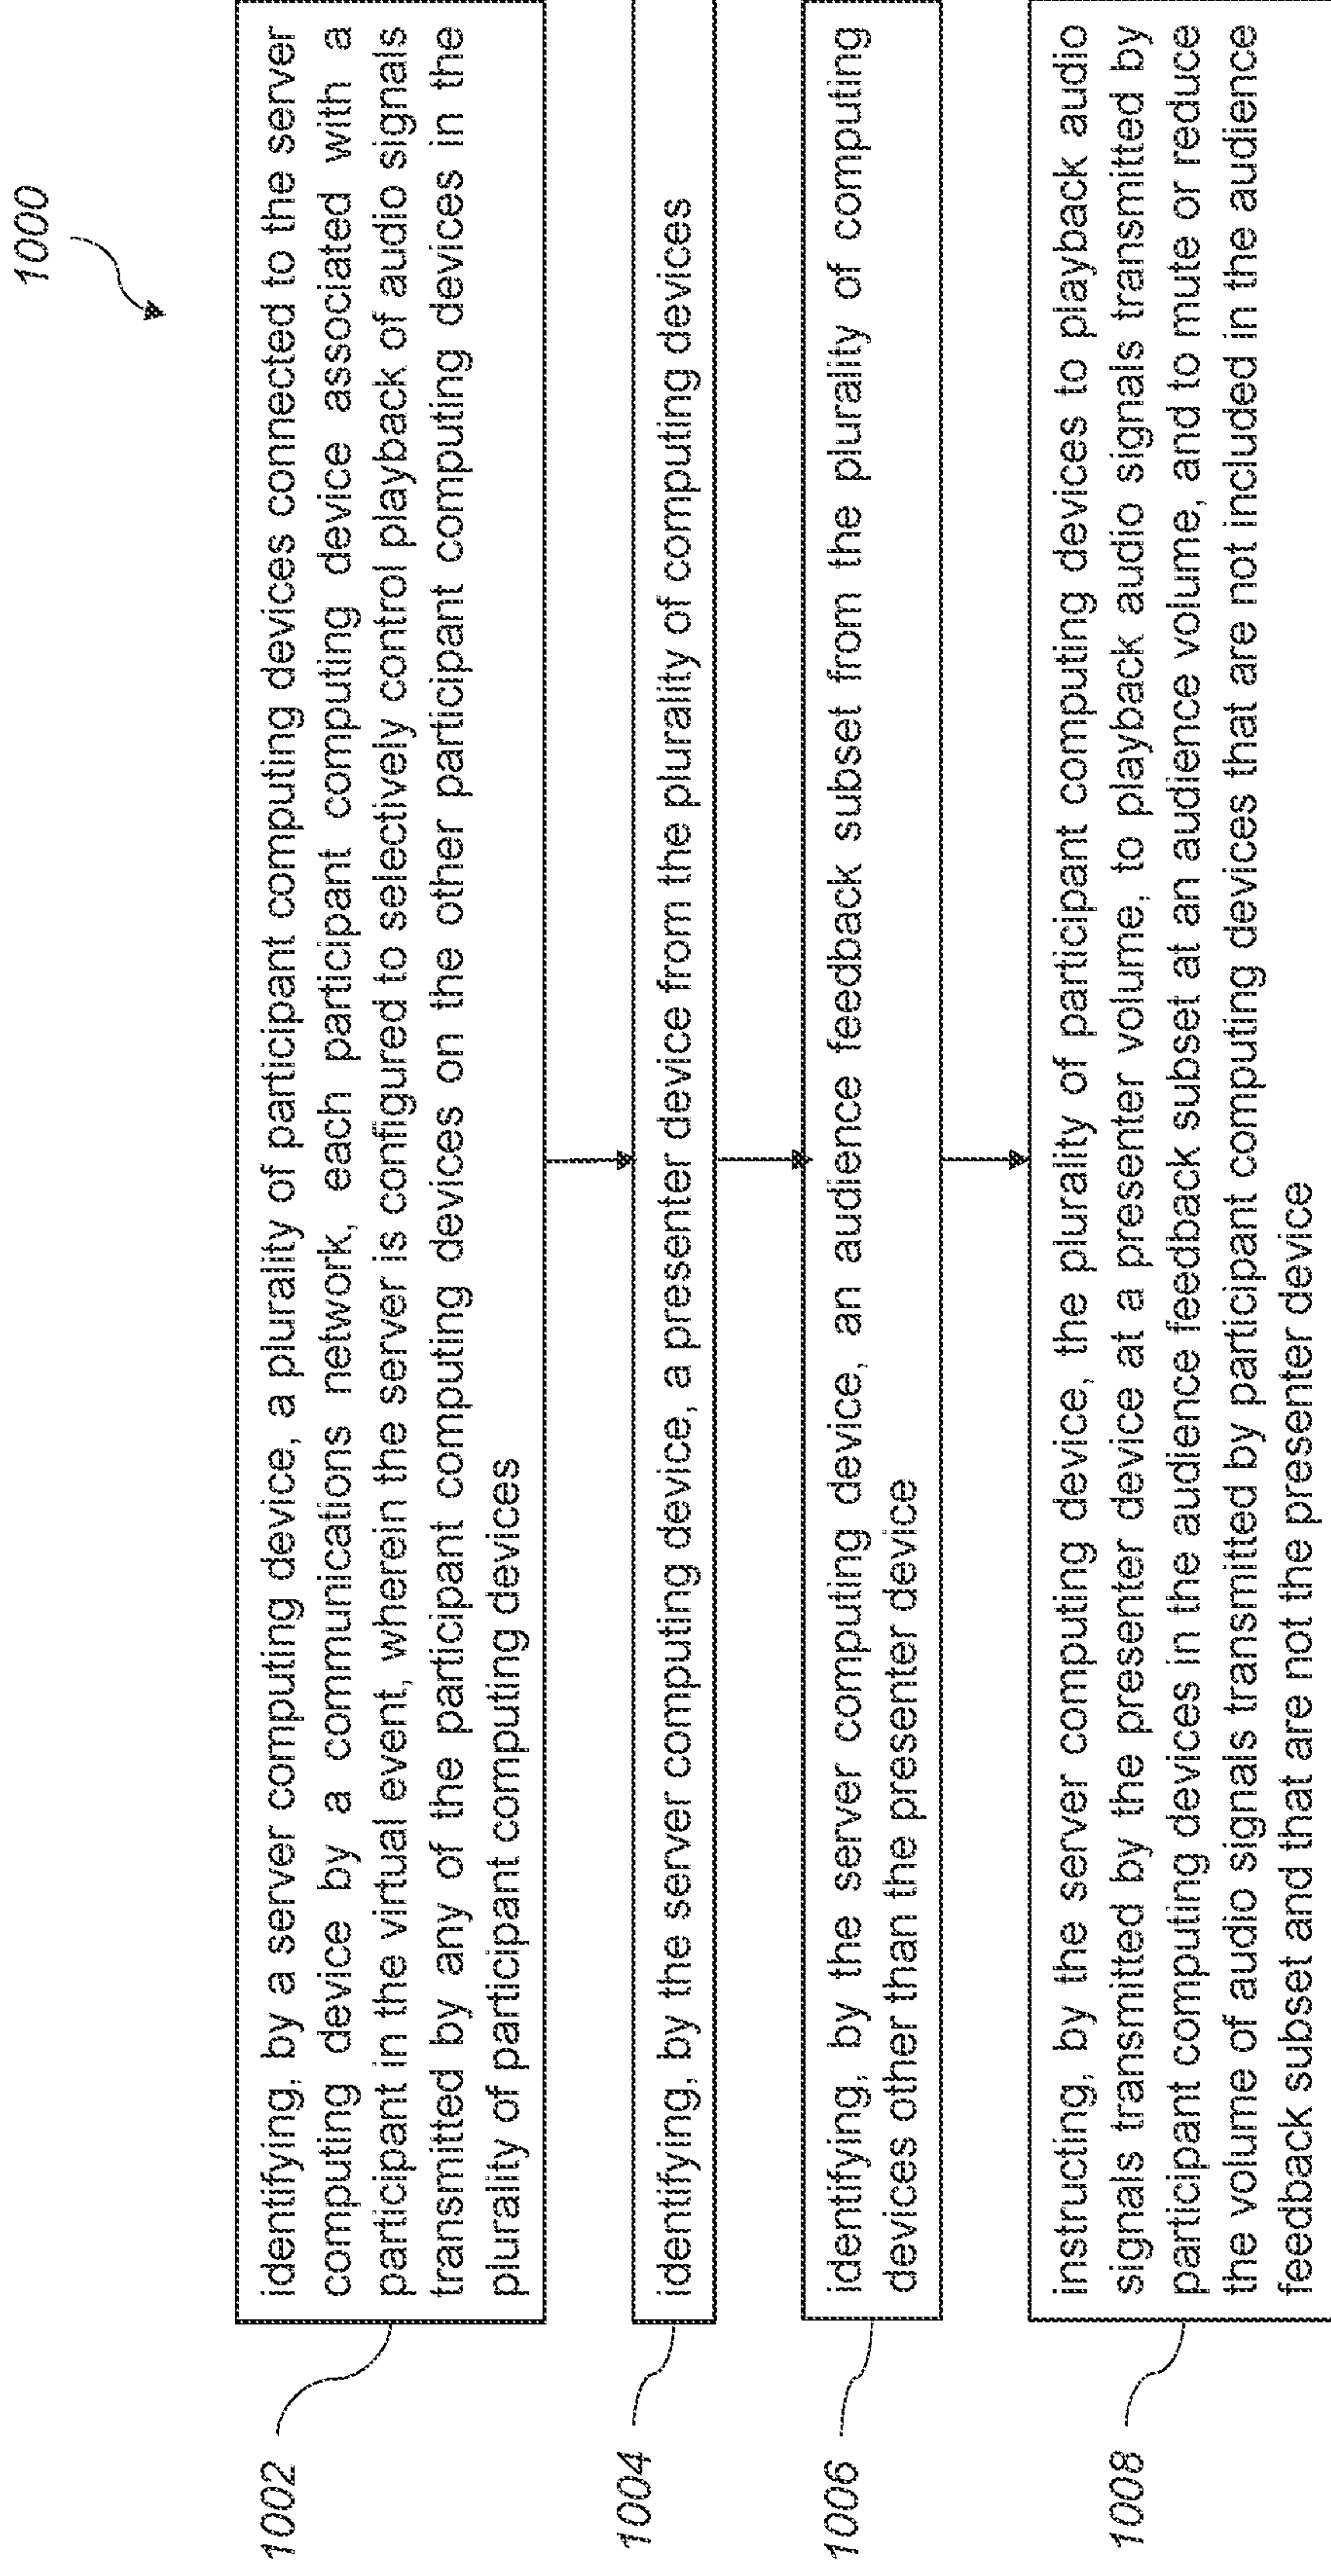 1000
1002
identifying, by a server computing device, a plurality of participant computing devices connected to the server
computing device by a communications network, each participant computing device associated with a
participant in the virtual event, wherein the server is configured to selectively control playback of audio signals
transmitted by any of the participant computing devices on the other participant computing devices in the
plurality of participant computing devices
1004
identifying, by the server computing device, a presenter device from the plurality of computing devices
1006
identifying, by the server computing device, an audience feedback subset from the plurality of computing
devices other than the presenter device
1008
instructing, by the server computing device, the plurality of participant computing devices to playback audio
signals transmitted by the presenter device at a presenter volume, to playback audio signals transmitted by
participant computing devices in the audience feedback subset at an audience volume, and to mute or reduce
the volume of audio signals transmitted by participant computing devices that are not included in the audience
feedback subset and that are not the presenter device